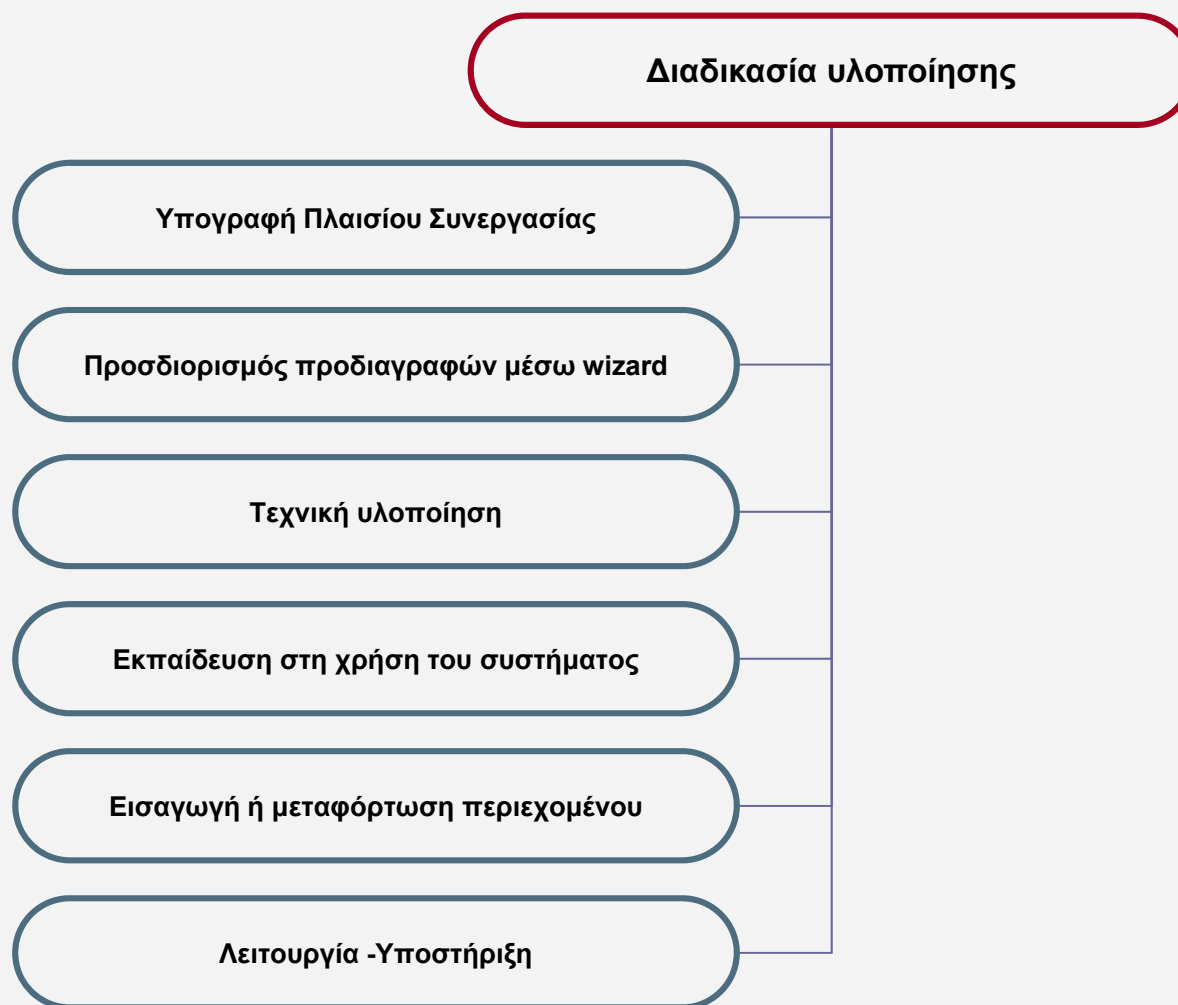 Διαδικασία υλοποίησης
Υπογραφή Πλαισίου Συνεργασίας
Προσδιορισμός προδιαγραφών μέσω wizard
Τεχνική υλοποίηση
Εκπαίδευση στη χρήση του συστήματος
Εισαγωγή ή μεταφόρτωση περιεχομένου
Λειτουργία -Υποστήριξη